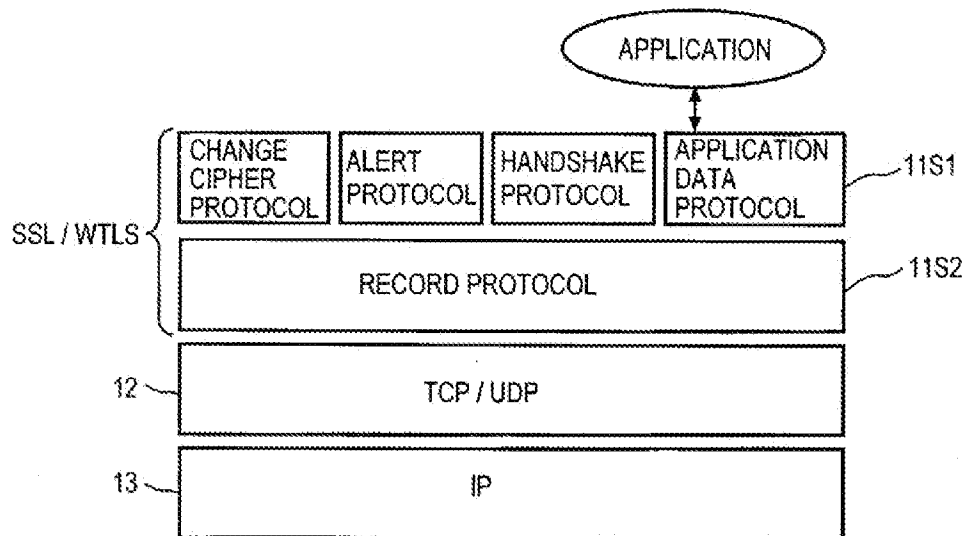 APPLICATION
CHANGE
CIPHER
PROTOCOL
ALERT
PROTOCOL
HANDSHAKE
PROTOCOL
APPLICATION
DATA
PROTOCOL
11S1
SSL / WTLS
RECORD PROTOCOL
11S2
12
TCP / UDP
13
IP